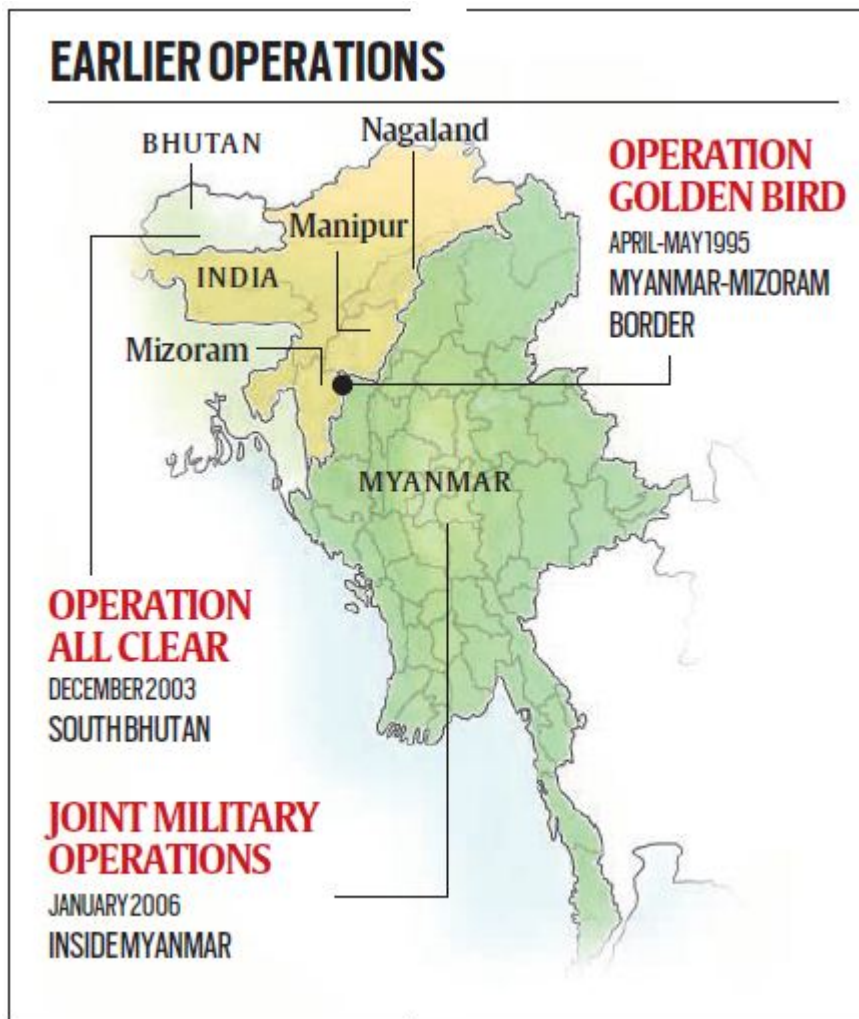 EARLIER OPERATIONS
BHUTAN
Nagaland
Manipur
INDIA
Mizoram
MYANMAR
OPERATION
GOLDEN BIRD
APRIL-MAY 1995
MYANMAR-MIZORAM
BORDER
OPERATION
ALL CLEAR
DECEMBER 2003
SOUTH BHUTAN
JOINT MILITARY
OPERATIONS
JANUARY 2006
INSIDE MYANMAR